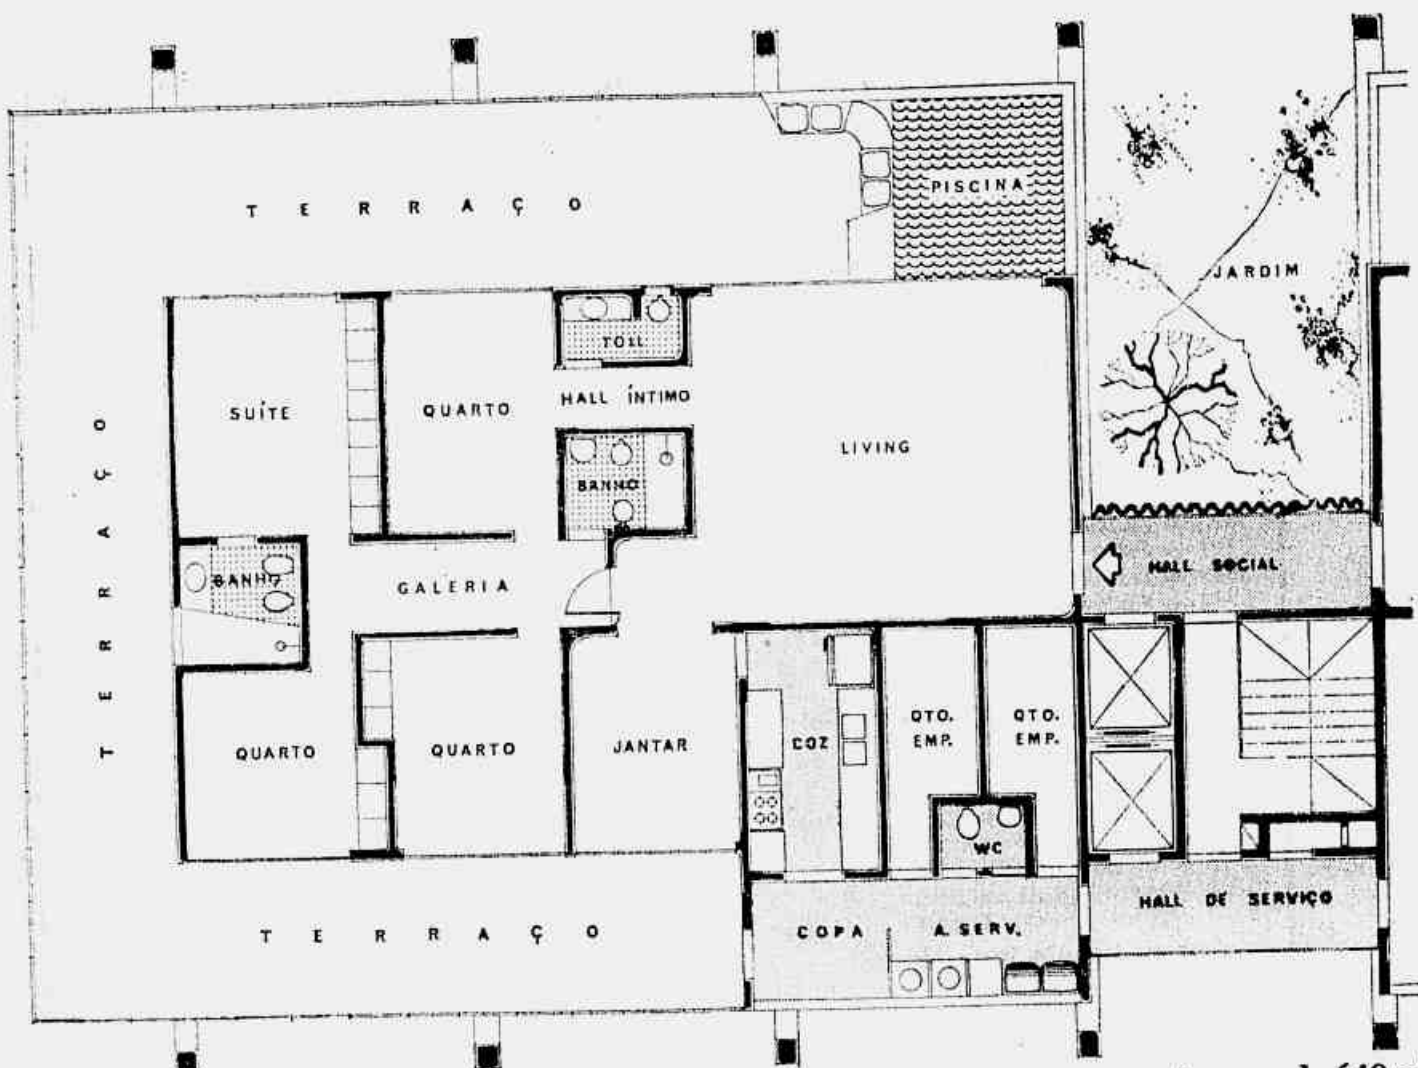 TERRAÇO
PISCINA
JARDIM
TOIL
SUÍTE
QUARTO
HALL ÍNTIMO
TERRAÇO
LIVING
BANHO
HALL SOCIAL
BANHO
GALERIA
QUARTO
QUARTO
JANTAR
COZ
QTO.
EMP.
QTO.
EMP.
WC
HALL DE SERVIÇO
TERRAÇO
COPA
A. SERV.